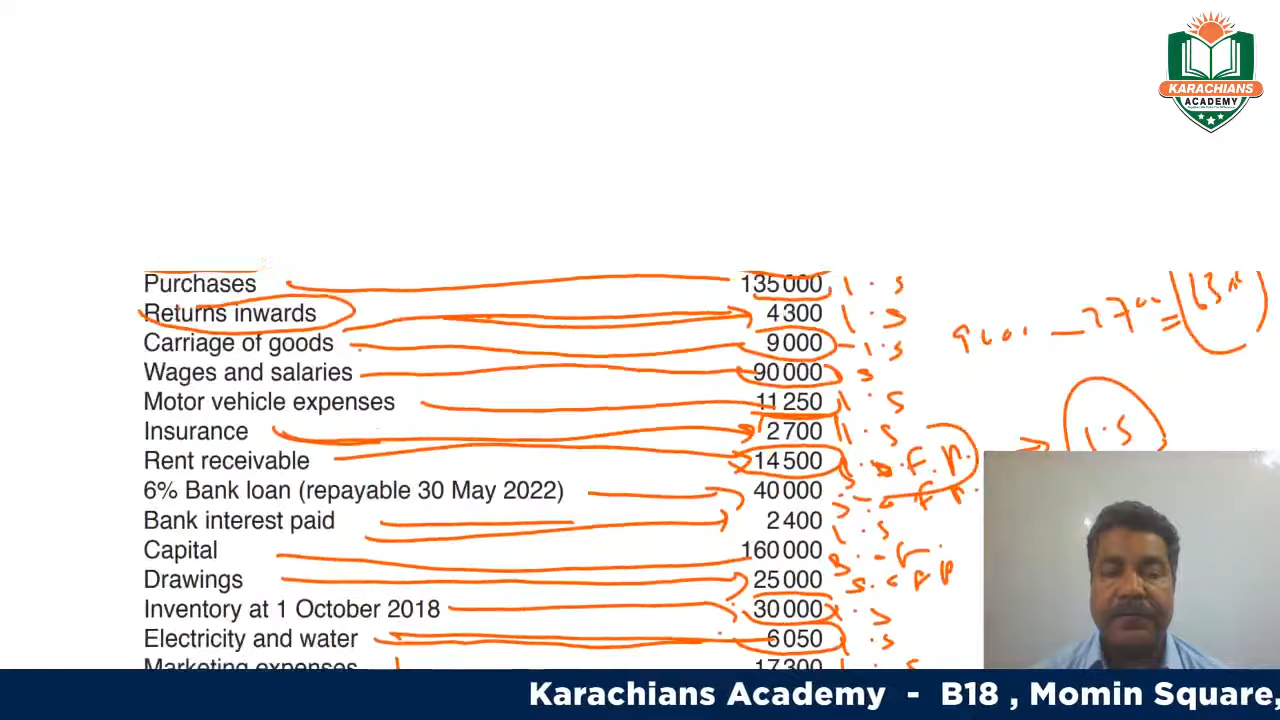 KARACHIANS
ACADEMY
Purchases 135 000 I.S
Returns inwards 4 300 I.S
Carriage of goods 9 000 I.S
Wages and salaries 90 000
Motor vehicle expenses 11 250 I.S
Insurance 2 700 I.S
Rent receivable 14 500
6% Bank loan (repayable 30 May 2022) 40 000
Bank interest paid 2 400 I.S
Capital 160 000
Drawings 25 000
Inventory at 1 October 2018 30 000
Electricity and water 6 050
Marketing expenses 17 300
Karachians Academy - B18 , Momin Square,